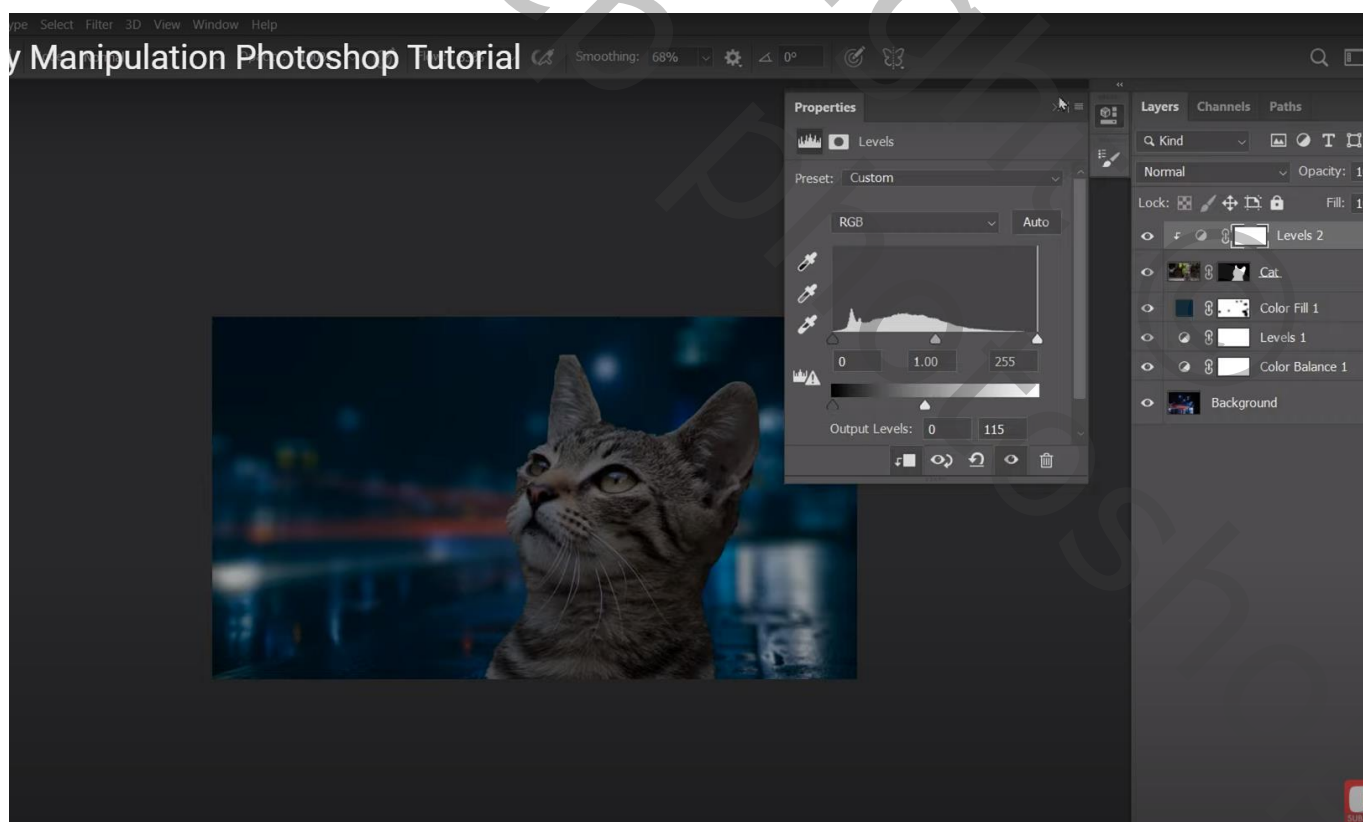 ype Select Filter 3D View Window Help
y Manipulation Photoshop Tutorial
Smoothing: 68% 0°
Properties
Layers Channels Paths
Levels
Kind
Preset: Custom
Normal Opacity: 1
Lock: Fill: 1
RGB Auto
Levels 2
Cat
Color Fill 1
Levels 1
0 1.00 255
Color Balance 1
Background
Output Levels: 0 115